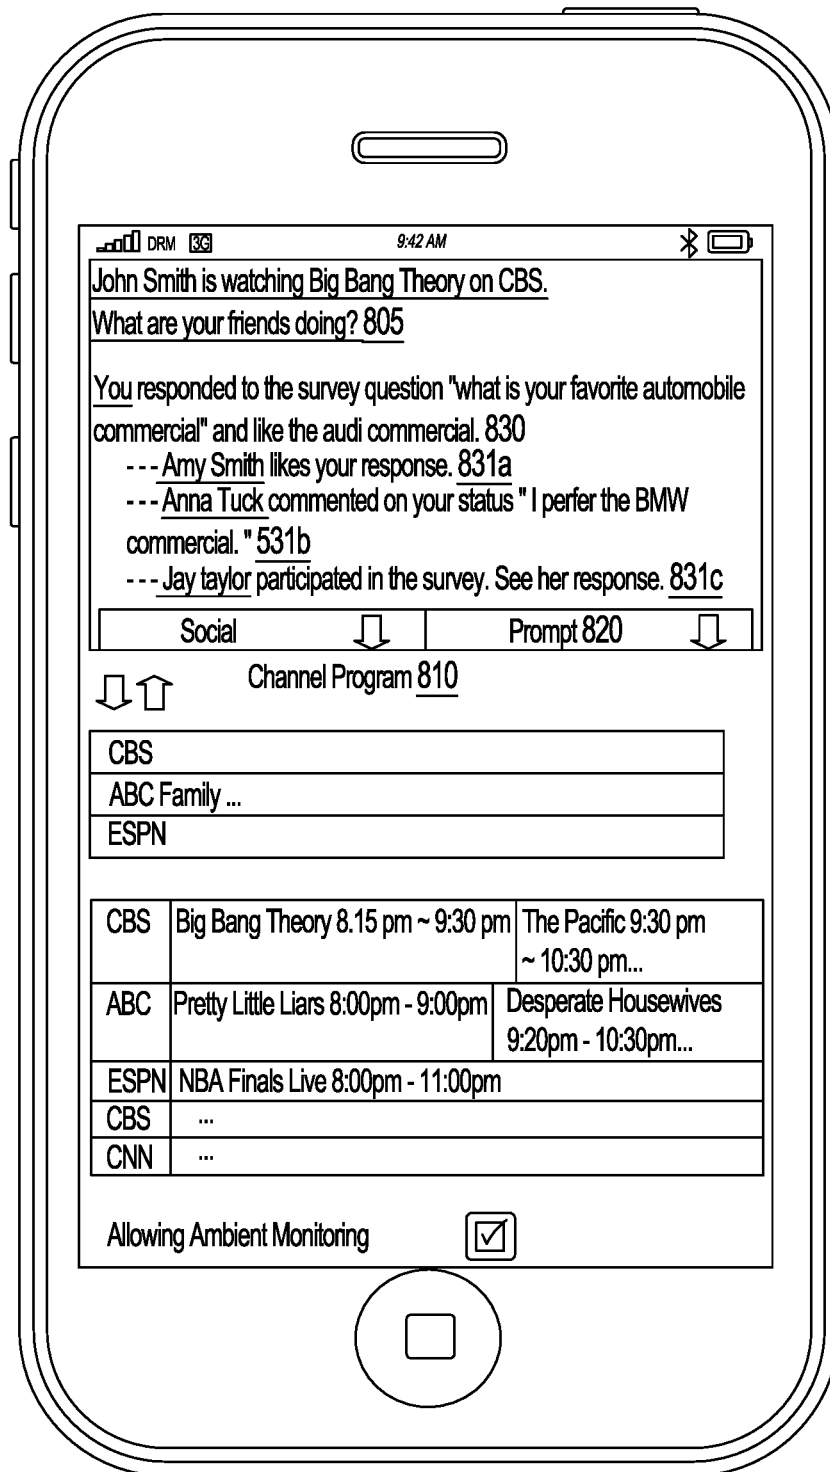 DRM 3G 9:42 AM
John Smith is watching Big Bang Theory on CBS.
What are your friends doing? 805
You responded to the survey question "what is your favorite automobile
commercial" and like the audi commercial. 830
- - - Amy Smith likes your response. 831a
- - - Anna Tuck commented on your status " I perfer the BMW
commercial. " 531b
- - - Jay taylor participated in the survey. See her response. 831c
Social Prompt 820
Channel Program 810
CBS
ABC Family ...
ESPN
CBS Big Bang Theory 8.15 pm ~ 9:30 pm The Pacific 9:30 pm
~ 10:30 pm...
ABC Pretty Little Liars 8:00pm - 9:00pm Desperate Housewives
9:20pm - 10:30pm...
ESPN NBA Finals Live 8:00pm - 11:00pm
CBS ...
CNN ...
Allowing Ambient Monitoring